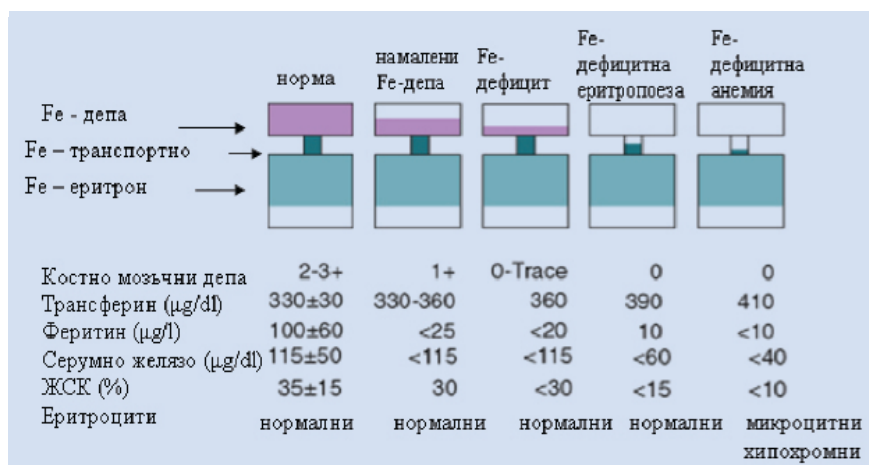 норма
намалени Fe-депа
Fe-дефицит
Fe-дефицитна еритропоеза
Fe-дефицитна анемия
Fe - депа
Fe – транспортно
Fe – еритрон
Костно мозъчни депа 2-3+ 1+ 0-Trace 0 0
Трансферин (µg/dl) 330±30 330-360 360 390 410
Феритин (µg/l) 100±60 <25 <20 10 <10
Серумно желязо (µg/dl) 115±50 <115 <115 <60 <40
ЖСК (%) 35±15 30 <30 <15 <10
Еритроцити нормални нормални нормални нормални микроцитни
хипохромни